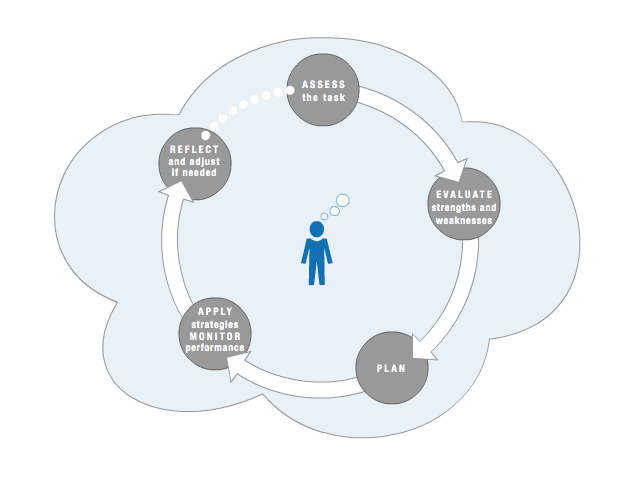 ASSESS
the task
EVALUATE
strengths and
weaknesses
PLAN
APPLY
strategies
MONITOR
performance
REFLECT
and adjust
if needed